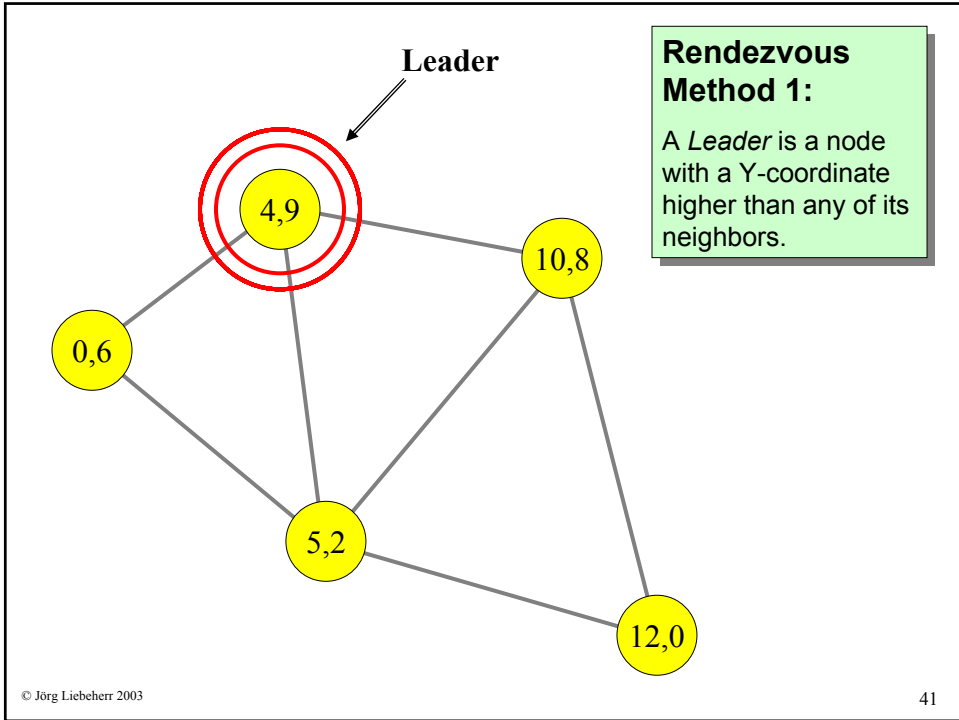 Leader
Rendezvous
Method 1:
A Leader is a node
with a Y-coordinate
higher than any of its
neighbors.
4,9
10,8
0,6
5,2
12,0
© Jörg Liebeherr 2003
41